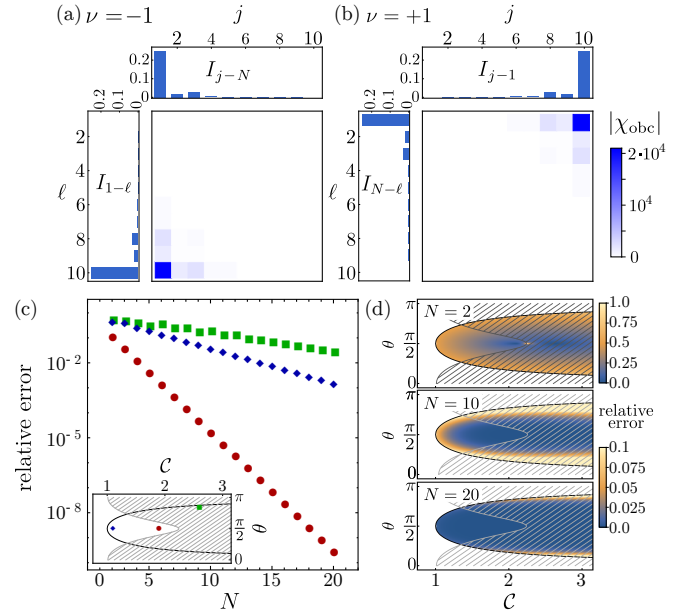 (a) ν = −1 j (b) ν = +1 j
2 4 6 8 10 2 4 6 8 10
0.2 0.1 0 I_{j−N} 0.2 0.1 0 I_{j−1}
0.2 0.1 0 0.2 0.1 0
|χ_obc|
2 4 6 8 10 ℓ I_{1−ℓ}
2 4 6 8 10 ℓ I_{N−ℓ}
2·10^4
10^4
0
(c) (d)
relative error
10^{-2}
10^{-5}
10^{-8}
0 5 10 15 20
N
C
1 2 3
π
π/2
0
θ
N = 2
π
θ π/2
0
1.0
0.75
0.5
0.25
0.0
N = 10
π
θ π/2
0
relative
error
N = 20
π
θ π/2
0
0.1
0.075
0.05
0.025
0.0
1 2 3
C